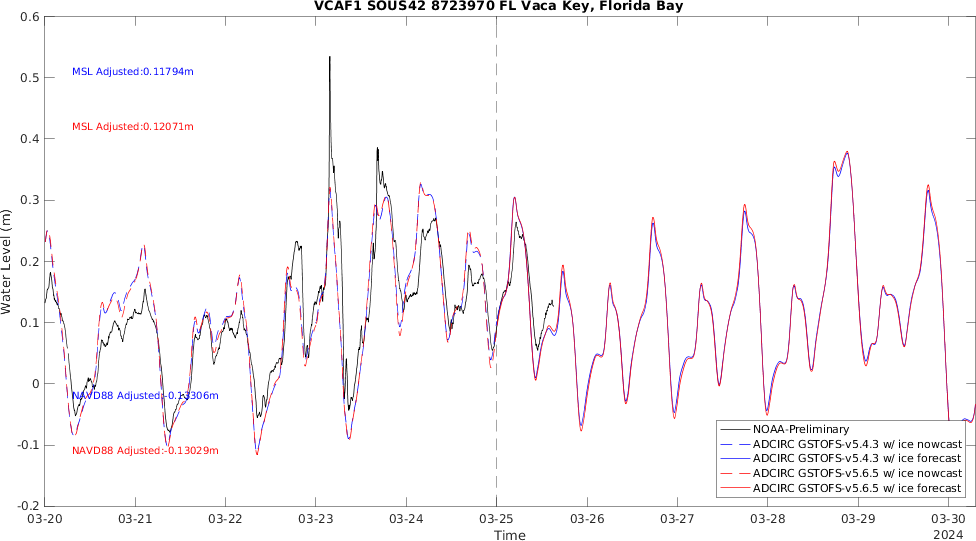 VCAF1 SOUS42 8723970 FL Vaca Key, Florida Bay
0.6
0.5
0.4
0.3
0.2
0.1
0
-0.1
-0.2
Water Level (m)
MSL Adjusted:0.11794m
MSL Adjusted:0.12071m
NAVD88 Adjusted:-0.13306m
NAVD88 Adjusted:-0.13029m
NOAA-Preliminary
ADCIRC GSTOFS-v5.4.3 w/ ice nowcast
ADCIRC GSTOFS-v5.4.3 w/ ice forecast
ADCIRC GSTOFS-v5.6.5 w/ ice nowcast
ADCIRC GSTOFS-v5.6.5 w/ ice forecast
03-20 03-21 03-22 03-23 03-24 03-25 03-26 03-27 03-28 03-29 03-30
2024
Time